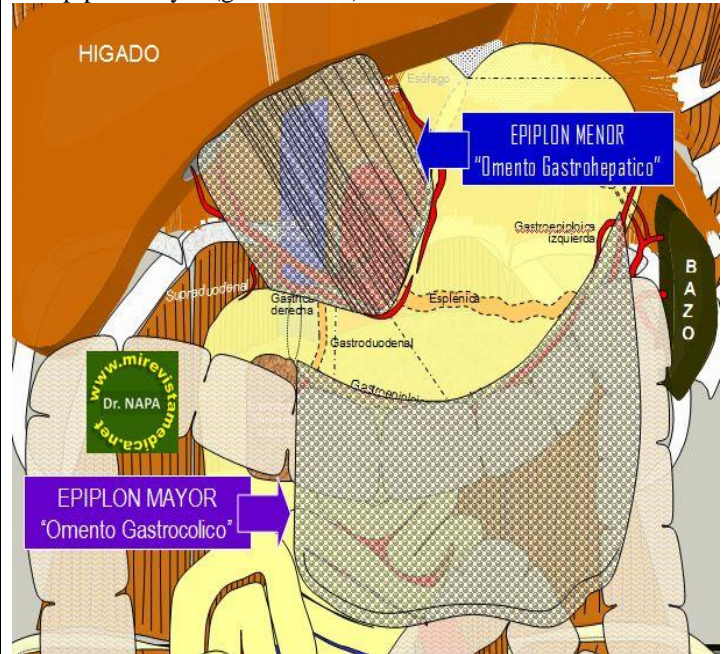 HIGADO
Esófago
EPIPLON MENOR
“Omento Gastrohepatico”
Gastroepiploica
izquierda
BAZO
Supraduodenal
Gastrica
derecha
Esplenica
Gastroduodenal
www.mirevistamedica.net
Dr. NAPA
EPIPLON MAYOR
“Omento Gastrocolico”